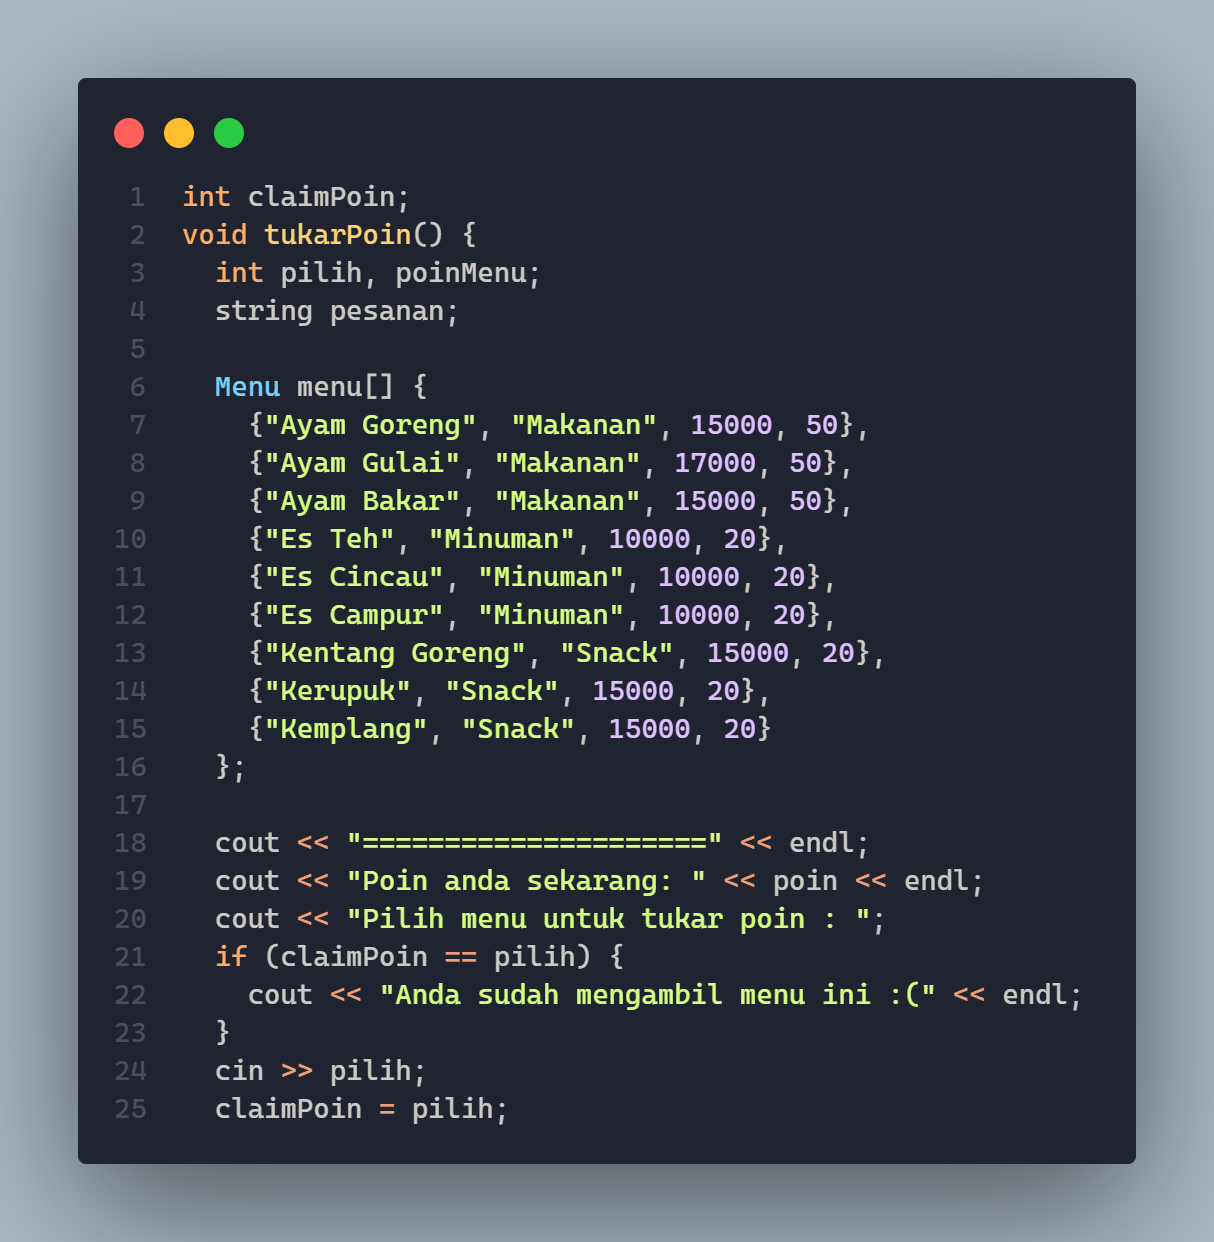 1 int claimPoin;
2 void tukarPoin() {
3   int pilih, poinMenu;
4   string pesanan;
5
6   Menu menu[] {
7     {"Ayam Goreng", "Makanan", 15000, 50},
8     {"Ayam Gulai", "Makanan", 17000, 50},
9     {"Ayam Bakar", "Makanan", 15000, 50},
10     {"Es Teh", "Minuman", 10000, 20},
11     {"Es Cincau", "Minuman", 10000, 20},
12     {"Es Campur", "Minuman", 10000, 20},
13     {"Kentang Goreng", "Snack", 15000, 20},
14     {"Kerupuk", "Snack", 15000, 20},
15     {"Kemplang", "Snack", 15000, 20}
16   };
17
18   cout << "=====================" << endl;
19   cout << "Poin anda sekarang: " << poin << endl;
20   cout << "Pilih menu untuk tukar poin : ";
21   if (claimPoin == pilih) {
22     cout << "Anda sudah mengambil menu ini :(" << endl;
23   }
24   cin >> pilih;
25   claimPoin = pilih;